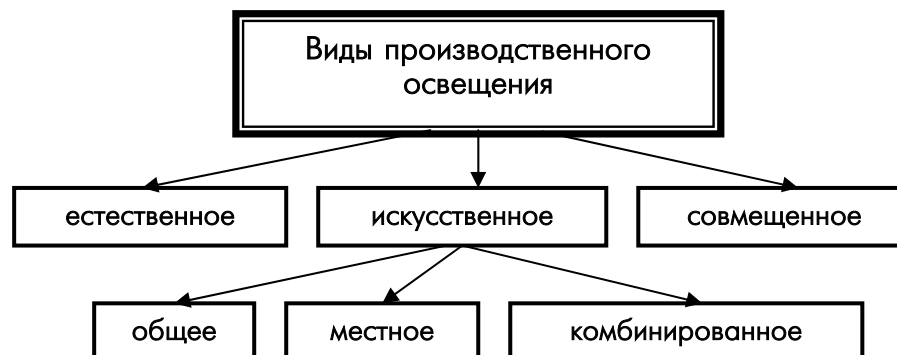 Виды производственного
освещения
естественное
искусственное
совмещенное
общее
местное
комбинированное